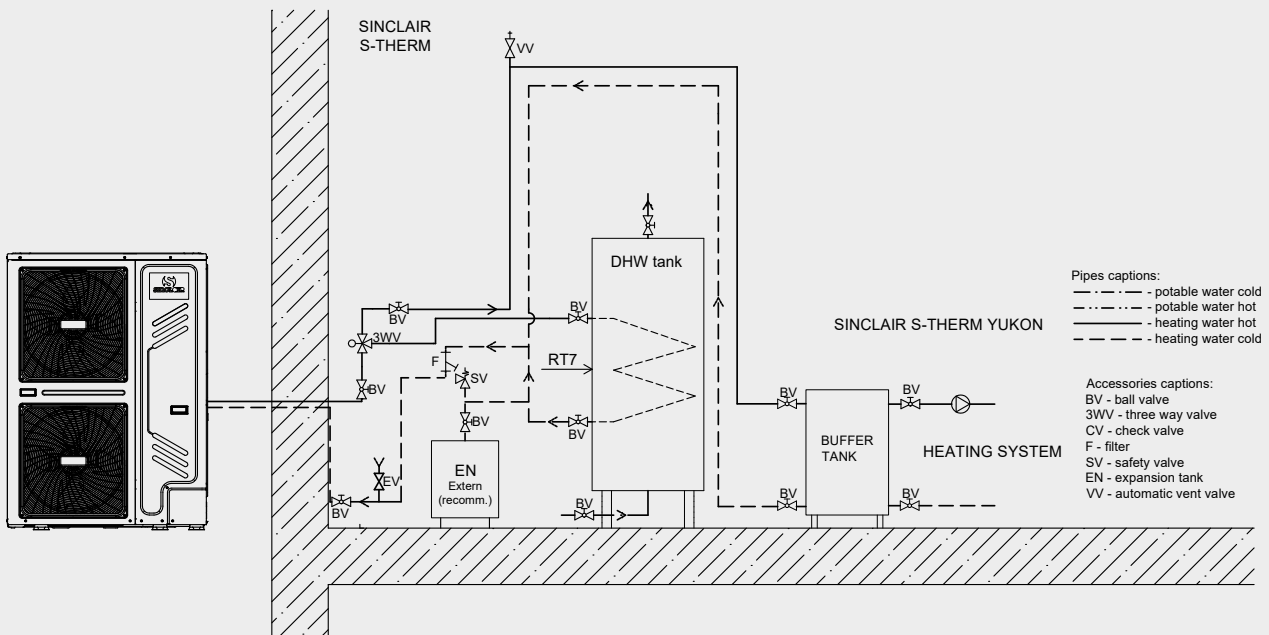 SINCLAIR
S-THERM
VV
DHW tank
BV
BV
3WV
BV
F
SV
RT7
BV
BV
EN
Extern
(recomm.)
EV
BV
BV
SINCLAIR S-THERM YUKON
BV
BV
BUFFER
TANK
HEATING SYSTEM
BV
BV
Pipes captions:
- potable water cold
- potable water hot
- heating water hot
- heating water cold
Accessories captions:
BV - ball valve
3WV - three way valve
CV - check valve
F - filter
SV - safety valve
EN - expansion tank
VV - automatic vent valve